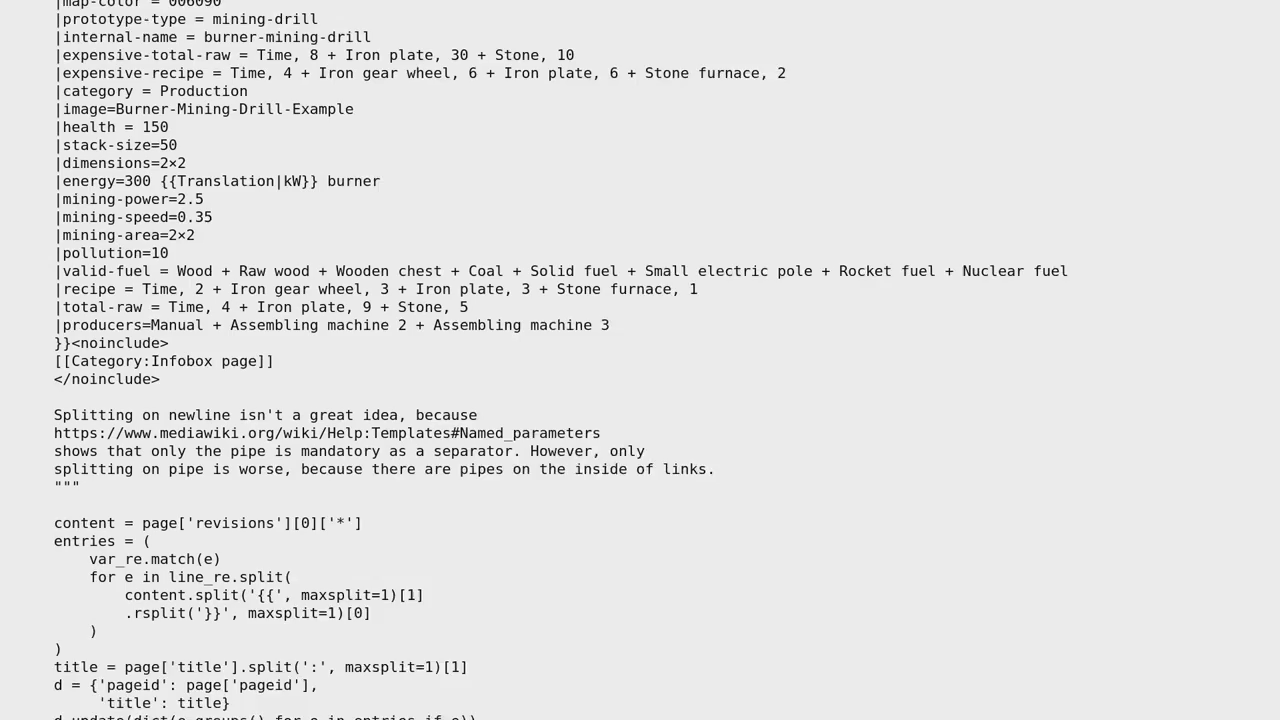 |map-color = 006090
|prototype-type = mining-drill
|internal-name = burner-mining-drill
|expensive-total-raw = Time, 8 + Iron plate, 30 + Stone, 10
|expensive-recipe = Time, 4 + Iron gear wheel, 6 + Iron plate, 6 + Stone furnace, 2
|category = Production
|image=Burner-Mining-Drill-Example
|health = 150
|stack-size=50
|dimensions=2×2
|energy=300 {{Translation|kW}} burner
|mining-power=2.5
|mining-speed=0.35
|mining-area=2×2
|pollution=10
|valid-fuel = Wood + Raw wood + Wooden chest + Coal + Solid fuel + Small electric pole + Rocket fuel + Nuclear fuel
|recipe = Time, 2 + Iron gear wheel, 3 + Iron plate, 3 + Stone furnace, 1
|total-raw = Time, 4 + Iron plate, 9 + Stone, 5
|producers=Manual + Assembling machine 2 + Assembling machine 3
}}<noinclude>
[[Category:Infobox page]]
</noinclude>

Splitting on newline isn't a great idea, because
https://www.mediawiki.org/wiki/Help:Templates#Named_parameters
shows that only the pipe is mandatory as a separator. However, only
splitting on pipe is worse, because there are pipes on the inside of links.
"""

content = page['revisions'][0]['*']
entries = (
    var_re.match(e)
    for e in line_re.split(
        content.split('{{', maxsplit=1)[1]
        .rsplit('}}', maxsplit=1)[0]
    )
)
title = page['title'].split(':', maxsplit=1)[1]
d = {'pageid': page['pageid'],
     'title': title}
d.update(dict(e.groups() for e in entries if e))